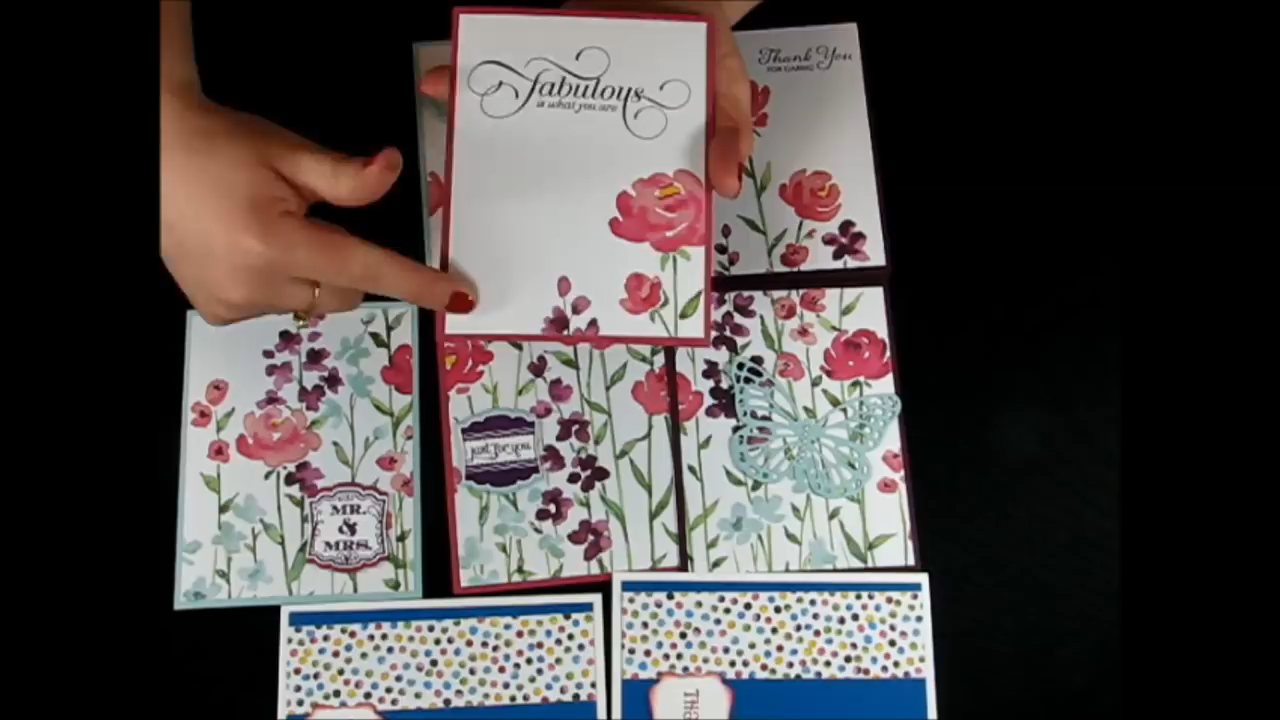 Fabulous
is what you are
Thank You
FOR CARING
just for you
MR.
&
MRS.